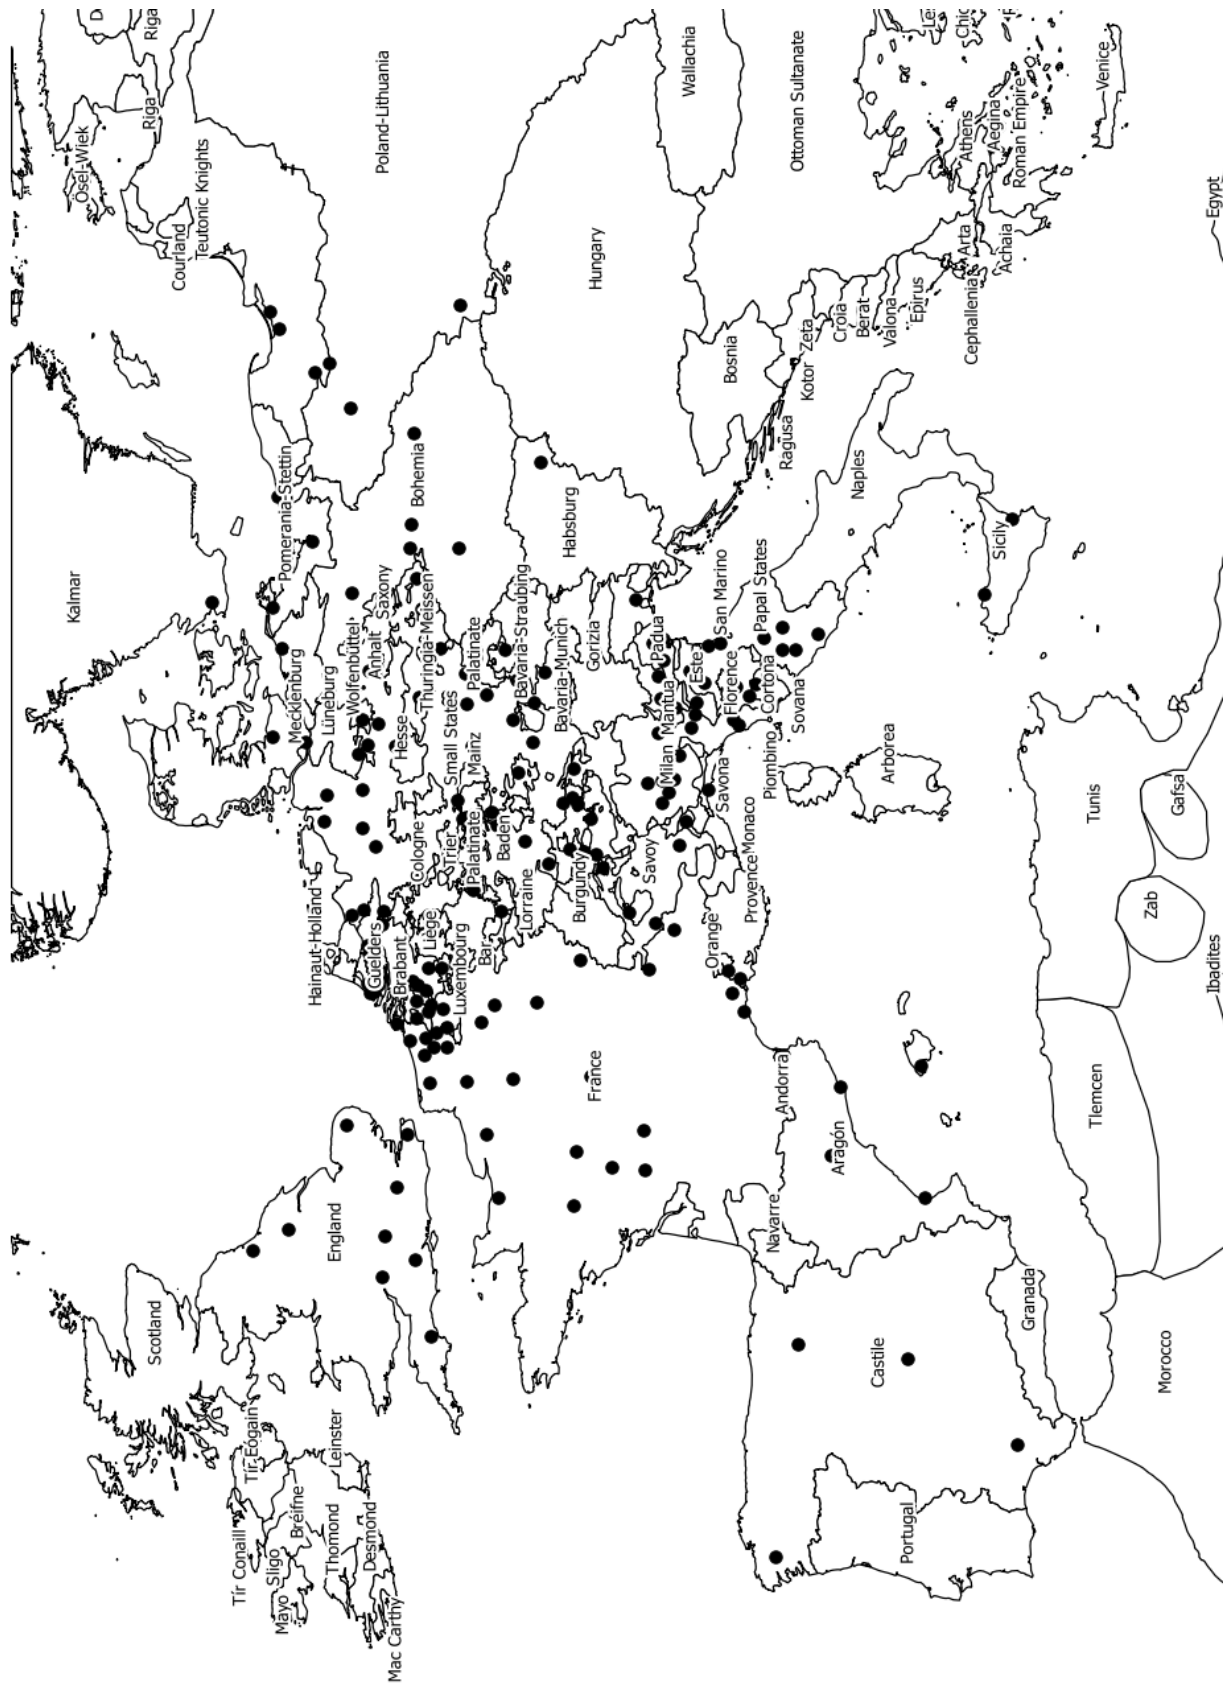 Kalmar
Scotland
Osel-Wiek
Riga
Riga
D
Courland
Teutonic Knights
Poland-Lithuania
Tír Eógain
Tír Conaill
Sligo
Mayo
Breifne
Leinster
Thomond
Desmond
Mac Carthy
England
Pomerania-Stettin
Mecklenburg
Lüneburg
Wolfenbüttel
Anhalt
Saxony
Hainaut-Holland
Guelders
Brabant
Cologne
Hesse
Thuringia-Meissen
Bohemia
Liege
Trier
Small States
Luxembourg
Palatinate
Mainz
Palatinate
Bar
Baden
Lorraine
Bavaria-Straubing
Bavaria-Munich
Habsburg
Hungary
Burgundy
France
Gorizia
Savoy
Milan
Mantua
Padua
Este
San Marino
Orange
Savona
Florence
Provence
Monaco
Piombino
Cortona
Papal States
Sovana
Wallachia
Bosnia
Ottoman Sultanate
Ragusa
Kotor
Zeta
Croia
Berat
Valona
Epirus
Cephallenia
Arta
Achaia
Athens
Aegina
Roman Empire
Le
Chic
Venice
Naples
Sicily
Arborea
Navarre
Andorra
Aragón
Castile
Portugal
Granada
Morocco
Tlemcen
Tunis
Zab
Gafsa
Ibadites
Egypt